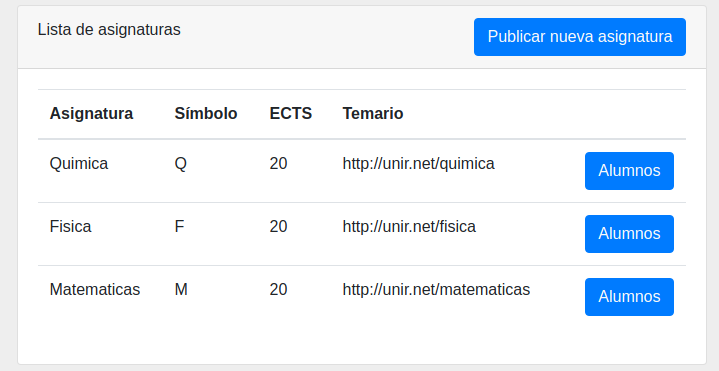 Lista de asignaturas Publicar nueva asignatura
Asignatura Símbolo ECTS Temario
Quimica Q 20 http://unir.net/quimica Alumnos
Fisica F 20 http://unir.net/fisica Alumnos
Matematicas M 20 http://unir.net/matematicas Alumnos